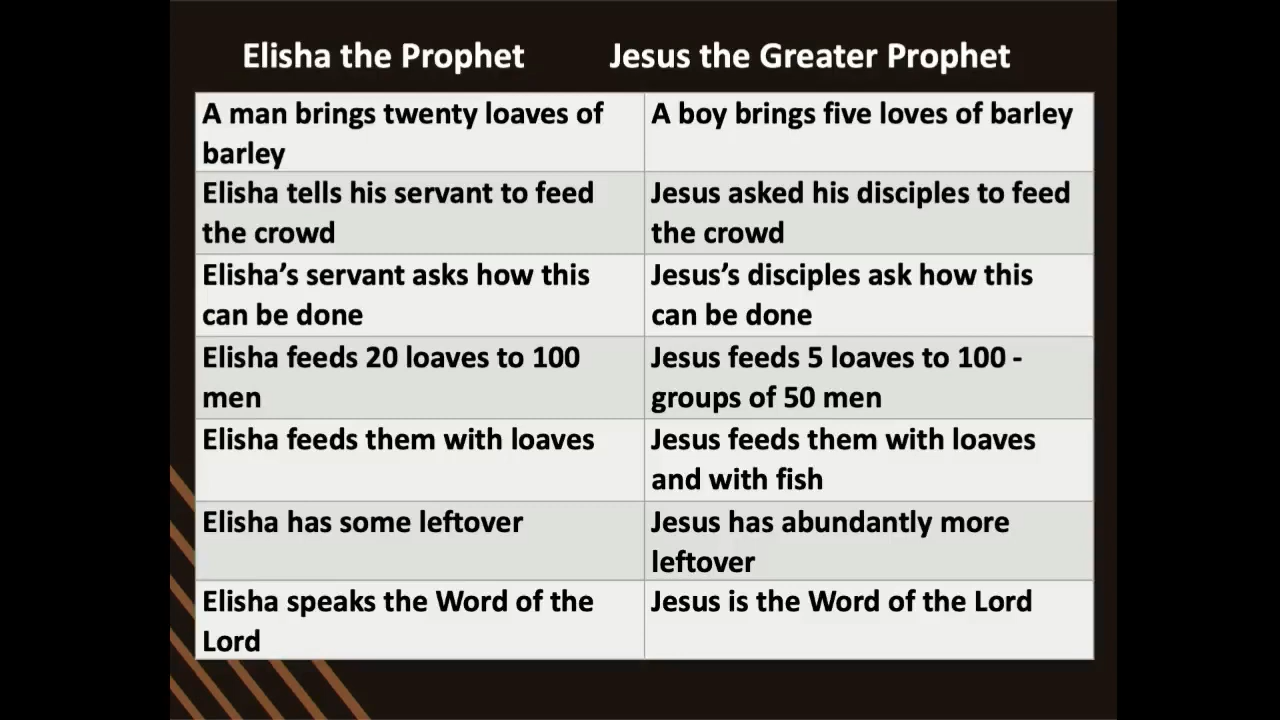 Elisha the Prophet
Jesus the Greater Prophet
A man brings twenty loaves of
barley
A boy brings five loves of barley
Elisha tells his servant to feed
the crowd
Jesus asked his disciples to feed
the crowd
Elisha’s servant asks how this
can be done
Jesus’s disciples ask how this
can be done
Elisha feeds 20 loaves to 100
men
Jesus feeds 5 loaves to 100 -
groups of 50 men
Elisha feeds them with loaves
Jesus feeds them with loaves
and with fish
Elisha has some leftover
Jesus has abundantly more
leftover
Elisha speaks the Word of the
Lord
Jesus is the Word of the Lord